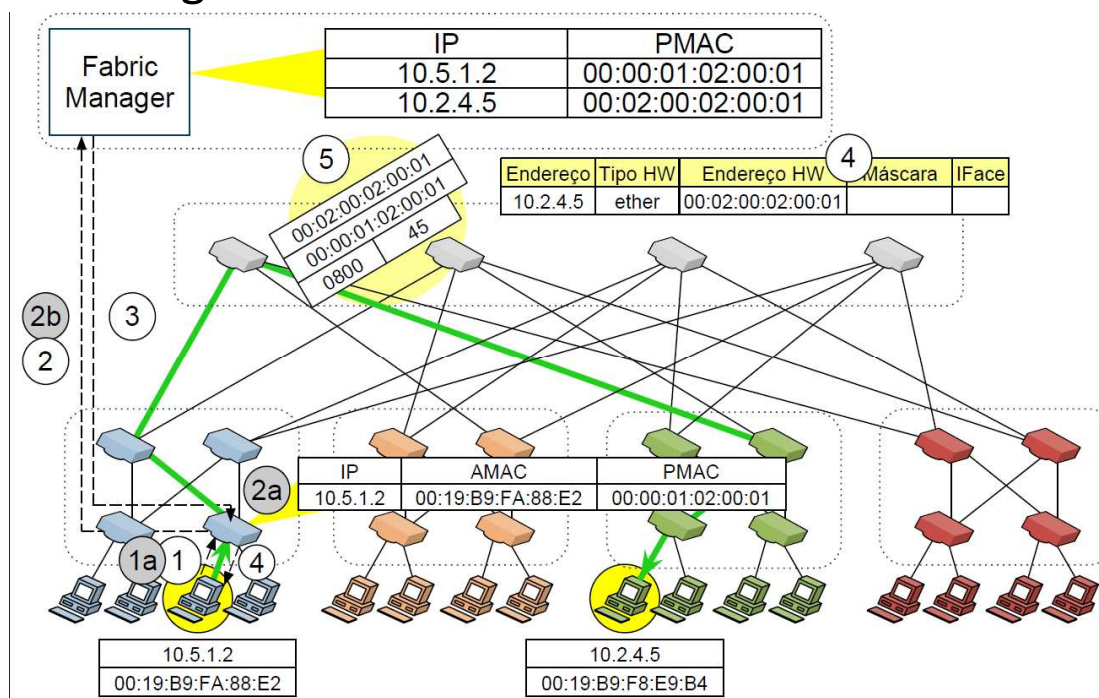 Fabric
Manager
IP PMAC
10.5.1.2 00:00:01:02:00:01
10.2.4.5 00:02:00:02:00:01
5
4
Endereço Tipo HW Endereço HW Máscara IFace
10.2.4.5 ether 00:02:00:02:00:01
00:02:00:02:00:01
00:00:01:02:00:01
0800 45
2b
3
2
2a
IP AMAC PMAC
10.5.1.2 00:19:B9:FA:88:E2 00:00:01:02:00:01
1a
1
4
10.5.1.2
00:19:B9:FA:88:E2
10.2.4.5
00:19:B9:F8:E9:B4